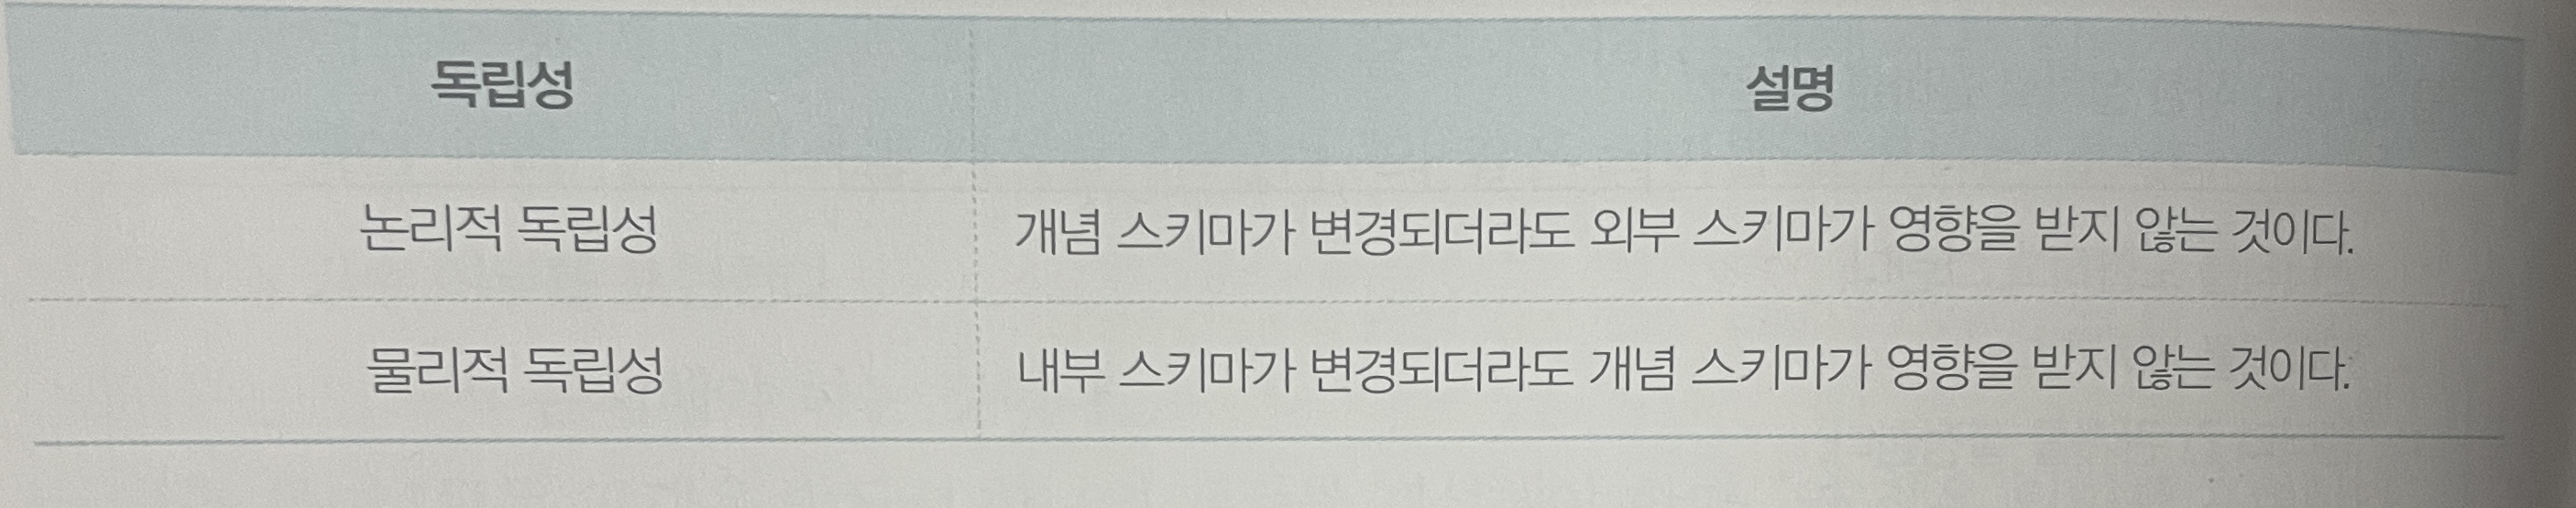 독립성 설명
논리적 독립성 개념 스키마가 변경되더라도 외부 스키마가 영향을 받지 않는 것이다.
물리적 독립성 내부 스키마가 변경되더라도 개념 스키마가 영향을 받지 않는 것이다.